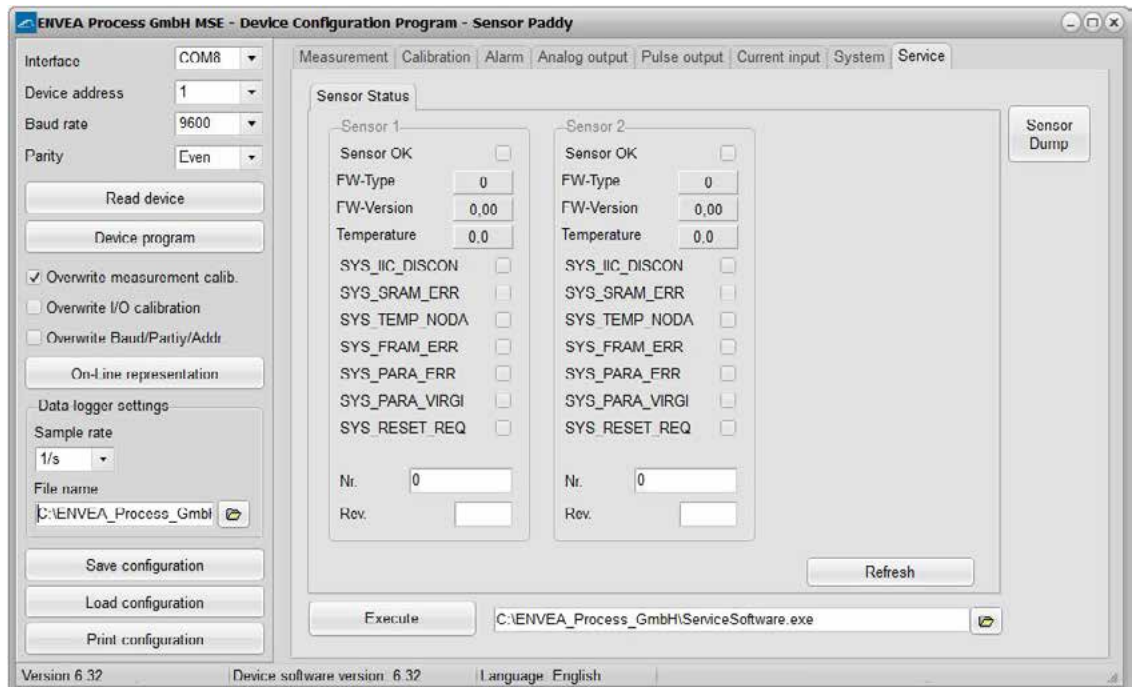 ENVEA Process GmbH MSE - Device Configuration Program - Sensor Paddy
Interface COM8
Device address 1
Baud rate 9600
Parity Even
Read device
Device program
Overwrite measurement calib.
Overwrite I/O calibration
Overwrite Baud/Partiy/Addr
On-Line representation
Data logger settings
Sample rate
1/s
File name
C:\ENVEA_Process_GmbH
Save configuration
Load configuration
Print configuration
Measurement Calibration Alarm Analog output Pulse output Current input System Service
Sensor Status
Sensor 1
Sensor OK
FW-Type 0
FW-Version 0,00
Temperature 0,0
SYS_IIC_DISCON
SYS_SRAM_ERR
SYS_TEMP_NODA
SYS_FRAM_ERR
SYS_PARA_ERR
SYS_PARA_VIRGI
SYS_RESET_REQ
Nr. 0
Rev.
Sensor 2
Sensor OK
FW-Type 0
FW-Version 0,00
Temperature 0,0
SYS_IIC_DISCON
SYS_SRAM_ERR
SYS_TEMP_NODA
SYS_FRAM_ERR
SYS_PARA_ERR
SYS_PARA_VIRGI
SYS_RESET_REQ
Nr. 0
Rev.
Sensor
Dump
Refresh
Execute C:\ENVEA_Process_GmbH\ServiceSoftware.exe
Version 6.32 Device software version: 6.32 Language: English